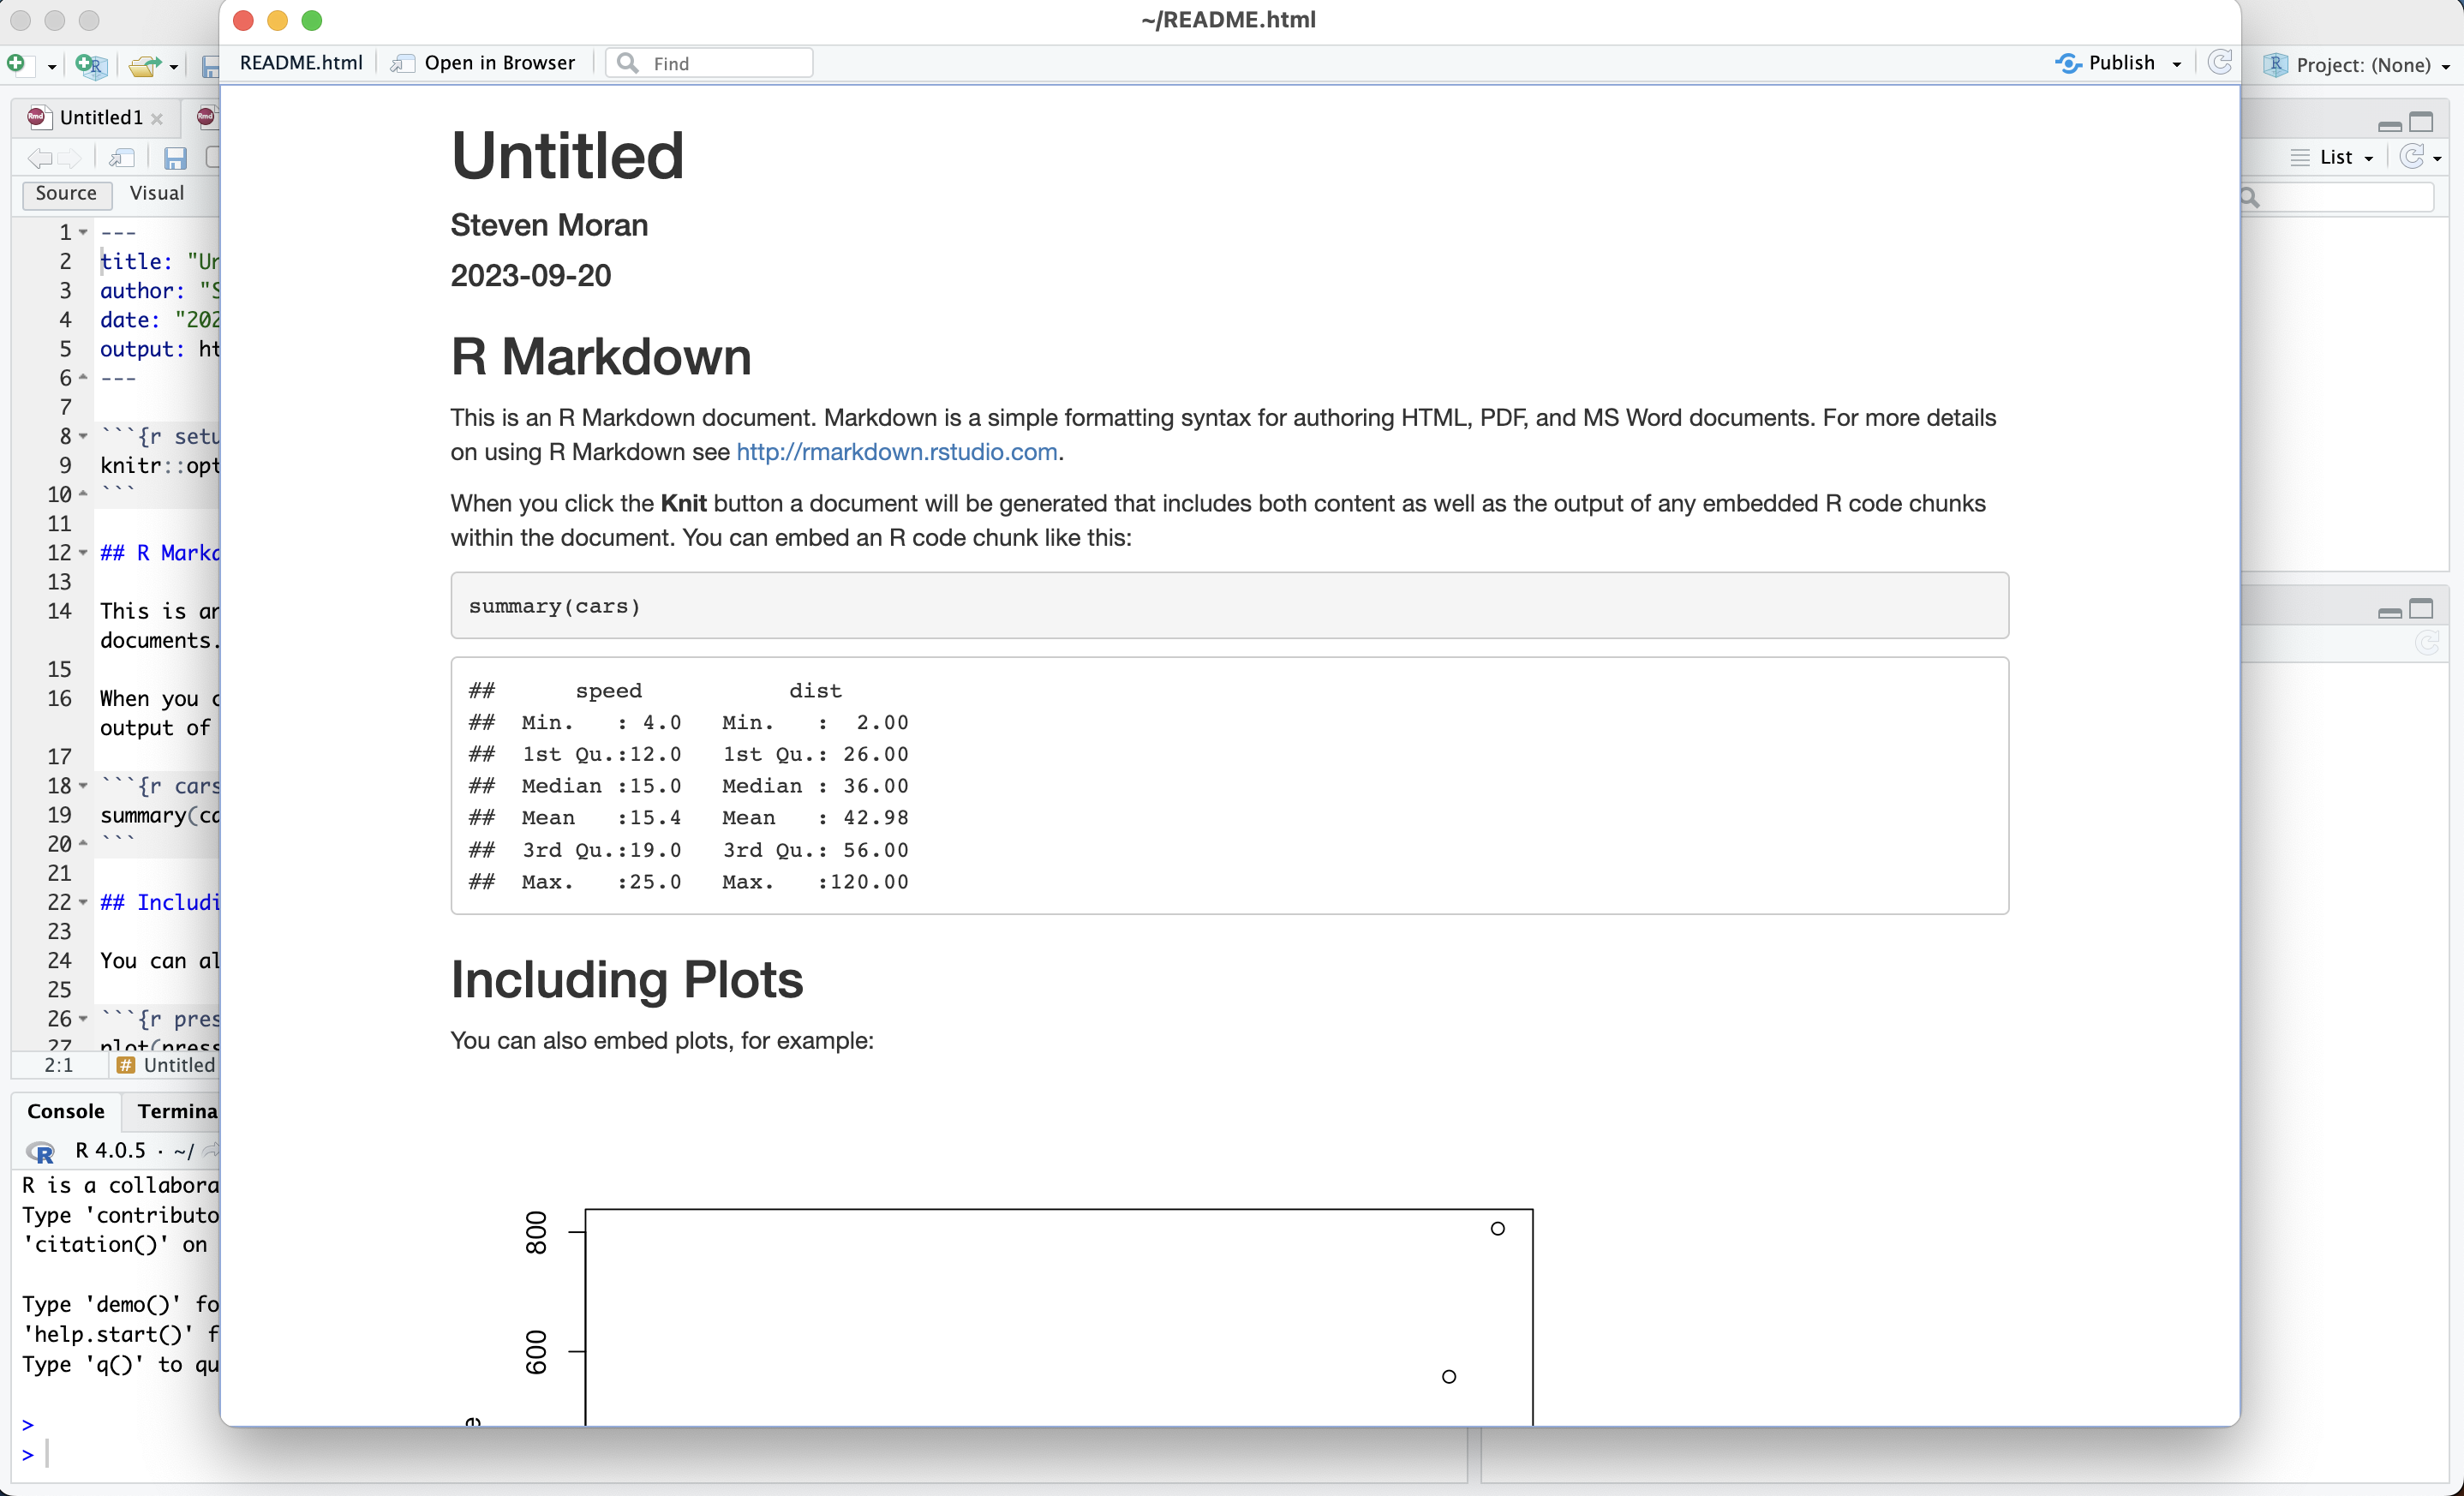 ~/README.html
README.html Open in Browser Find Publish
Project: (None)
Untitled1
List
Source Visual
1 ---
2 title: "Un
3 author: "S
4 date: "202
5 output: ht
6 ---
7
8 ```{r setu
9 knitr::opt
10 ```
11
12 ## R Markd
13
14 This is an
documents.
15
16 When you c
output of
17
18 ```{r cars
19 summary(ca
20 ```
21
22 ## Includi
23
24 You can al
25
26 ```{r pres
27 plot(press
2:1 # Untitled
Console Termina
R 4.0.5 · ~/
R is a collabora
Type 'contributo
'citation()' on
Type 'demo()' fo
'help.start()' f
Type 'q()' to qu
>
>
Untitled
Steven Moran
2023-09-20
R Markdown
This is an R Markdown document. Markdown is a simple formatting syntax for authoring HTML, PDF, and MS Word documents. For more details
on using R Markdown see http://rmarkdown.rstudio.com.
When you click the Knit button a document will be generated that includes both content as well as the output of any embedded R code chunks
within the document. You can embed an R code chunk like this:
summary(cars)
##      speed           dist
##  Min.   : 4.0   Min.   :  2.00
##  1st Qu.:12.0   1st Qu.: 26.00
##  Median :15.0   Median : 36.00
##  Mean   :15.4   Mean   : 42.98
##  3rd Qu.:19.0   3rd Qu.: 56.00
##  Max.   :25.0   Max.   :120.00
Including Plots
You can also embed plots, for example:
800
600